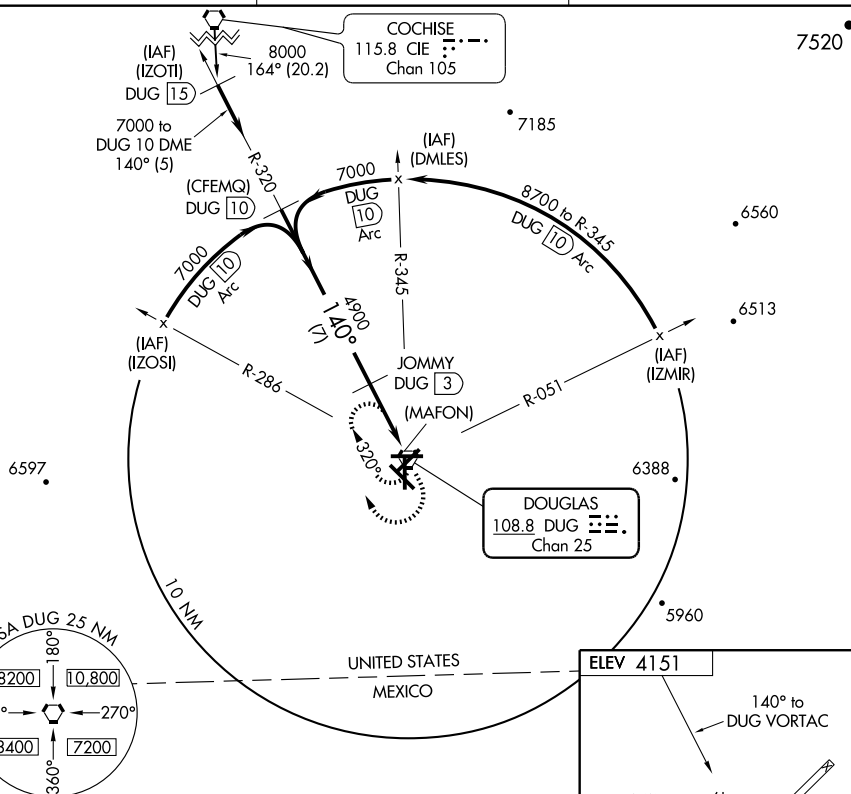 COCHISE
115.8 CIE
Chan 105
7520
(IAF)
(IZOTI)
DUG 15
8000
164° (20.2)
7000 to
DUG 10 DME
140° (5)
R-320
7185
(IAF)
(DMLES)
(CFEMQ)
DUG 10
7000
DUG
10
Arc
8700 to R-345
DUG 10 Arc
6560
7000
DUG 10
Arc
R-345
4900
140°
(7)
6513
(IAF)
(IZOSI)
R-286
JOMMY
DUG 3
(IAF)
(IZMIR)
R-051
(MAFON)
320°
6597
6388
DOUGLAS
108.8 DUG
Chan 25
10 NM
5960
DUG 25 NM
180°
10,800
270°
7200
360°
UNITED STATES
MEXICO
ELEV 4151
140° to
DUG VORTAC